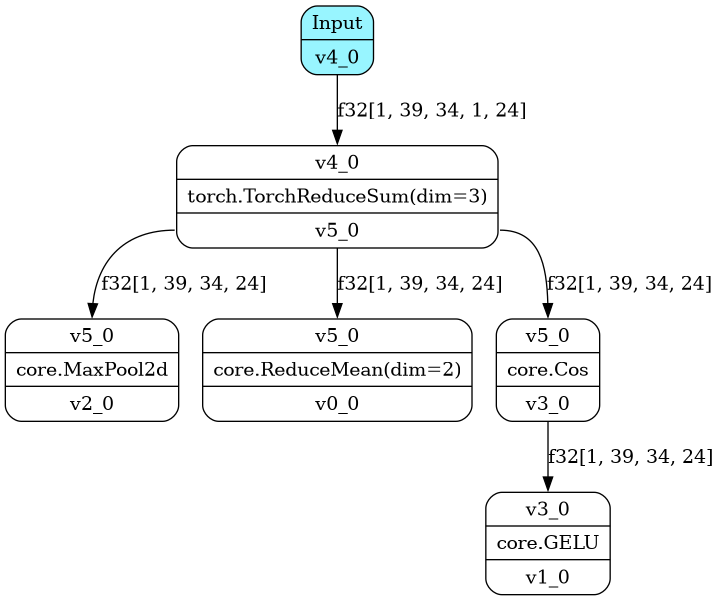 Input
v4_0
f32[1, 39, 34, 1, 24]
v4_0
torch.TorchReduceSum(dim=3)
v5_0
f32[1, 39, 34, 24]
f32[1, 39, 34, 24]
f32[1, 39, 34, 24]
v5_0
core.MaxPool2d
v2_0
v5_0
core.ReduceMean(dim=2)
v0_0
v5_0
core.Cos
v3_0
f32[1, 39, 34, 24]
v3_0
core.GELU
v1_0